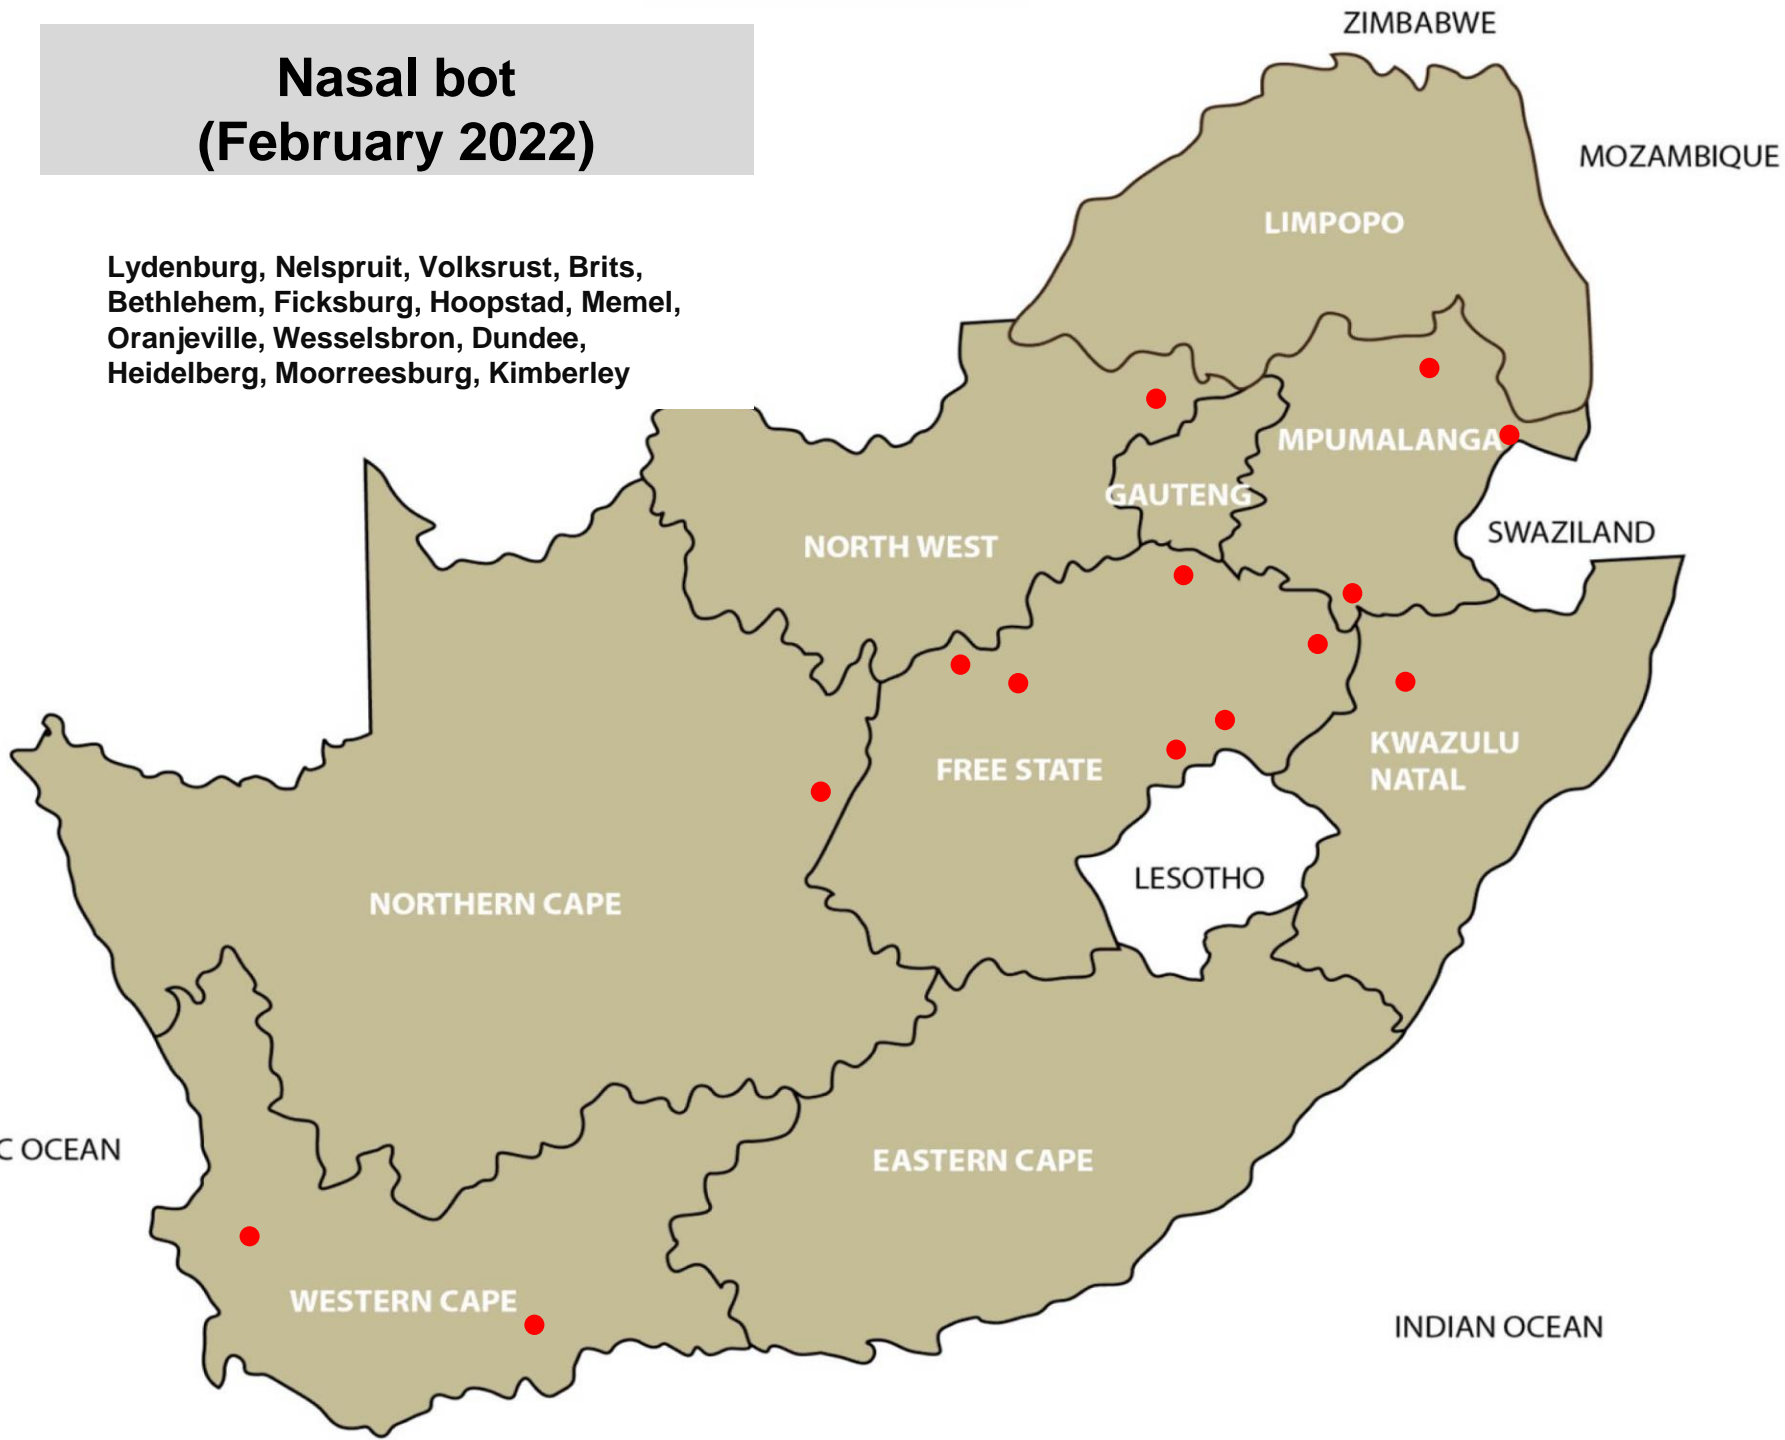 Nasal bot
(February 2022)
Lydenburg, Nelspruit, Volksrust, Brits,
Bethlehem, Ficksburg, Hoopstad, Memel,
Oranjeville, Wesselsbron, Dundee,
Heidelberg, Moorreesburg, Kimberley
ZIMBABWE
MOZAMBIQUE
LIMPOPO
MPUMALANGA
GAUTENG
NORTH WEST
SWAZILAND
KWAZULU
NATAL
FREE STATE
LESOTHO
NORTHERN CAPE
C OCEAN
EASTERN CAPE
WESTERN CAPE
INDIAN OCEAN